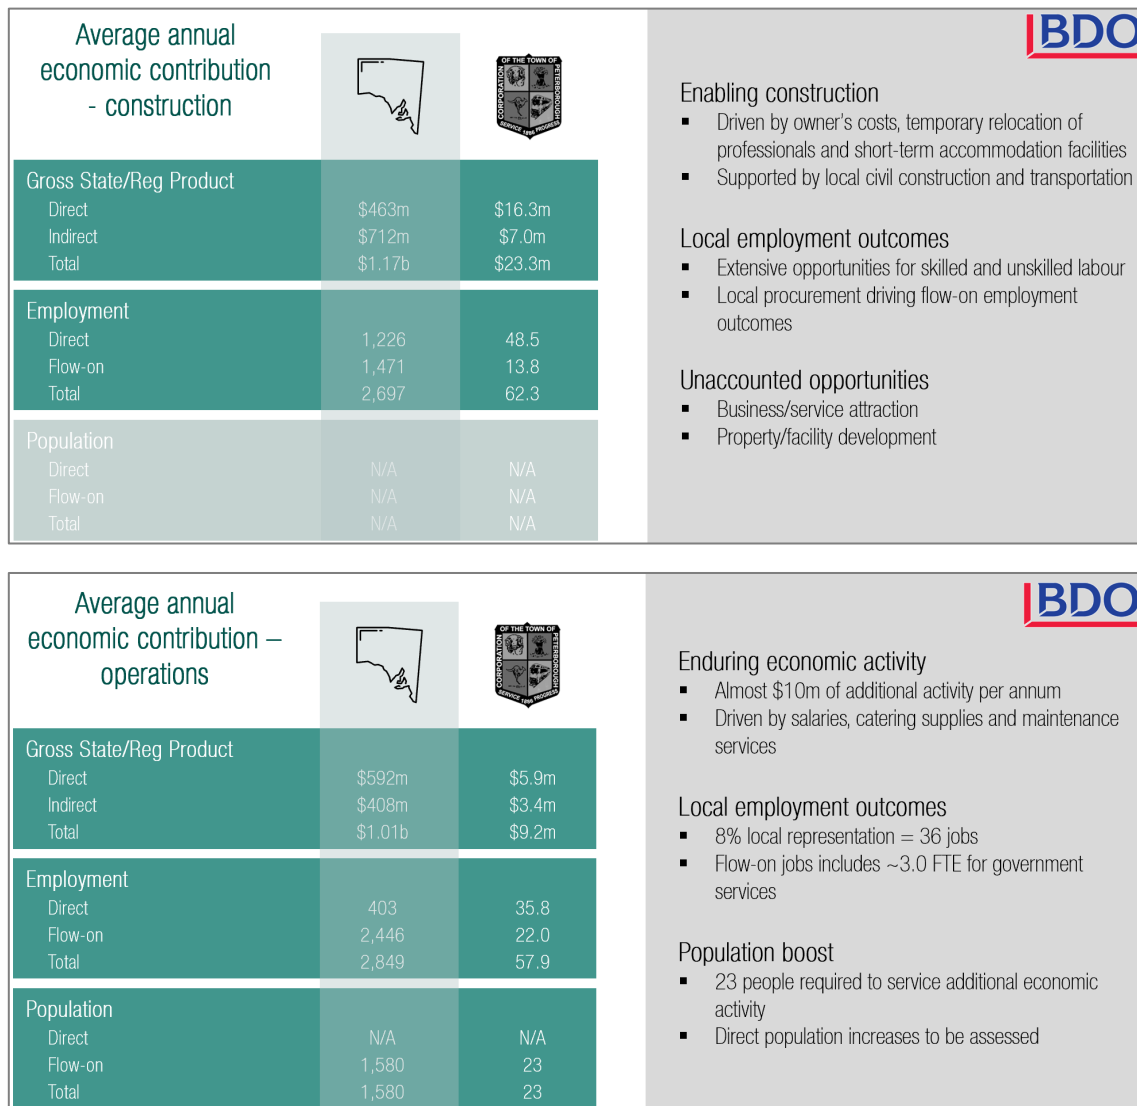 Average annual
economic contribution
- construction
CORPORATION
OF THE TOWN OF
PETERBOROUGH
SERVICE 1896 PROGRESS
Gross State/Reg Product
Direct $463m $16.3m
Indirect $712m $7.0m
Total $1.17b $23.3m
Employment
Direct 1,226 48.5
Flow-on 1,471 13.8
Total 2,697 62.3
Population
Direct N/A N/A
Flow-on N/A N/A
Total N/A N/A
BDO
Enabling construction
▪ Driven by owner's costs, temporary relocation of
professionals and short-term accommodation facilities
▪ Supported by local civil construction and transportation
Local employment outcomes
▪ Extensive opportunities for skilled and unskilled labour
▪ Local procurement driving flow-on employment
outcomes
Unaccounted opportunities
▪ Business/service attraction
▪ Property/facility development
Average annual
economic contribution –
operations
CORPORATION
OF THE TOWN OF
PETERBOROUGH
SERVICE 1896 PROGRESS
Gross State/Reg Product
Direct $592m $5.9m
Indirect $408m $3.4m
Total $1.01b $9.2m
Employment
Direct 403 35.8
Flow-on 2,446 22.0
Total 2,849 57.9
Population
Direct N/A N/A
Flow-on 1,580 23
Total 1,580 23
BDO
Enduring economic activity
▪ Almost $10m of additional activity per annum
▪ Driven by salaries, catering supplies and maintenance
services
Local employment outcomes
▪ 8% local representation = 36 jobs
▪ Flow-on jobs includes ~3.0 FTE for government
services
Population boost
▪ 23 people required to service additional economic
activity
▪ Direct population increases to be assessed